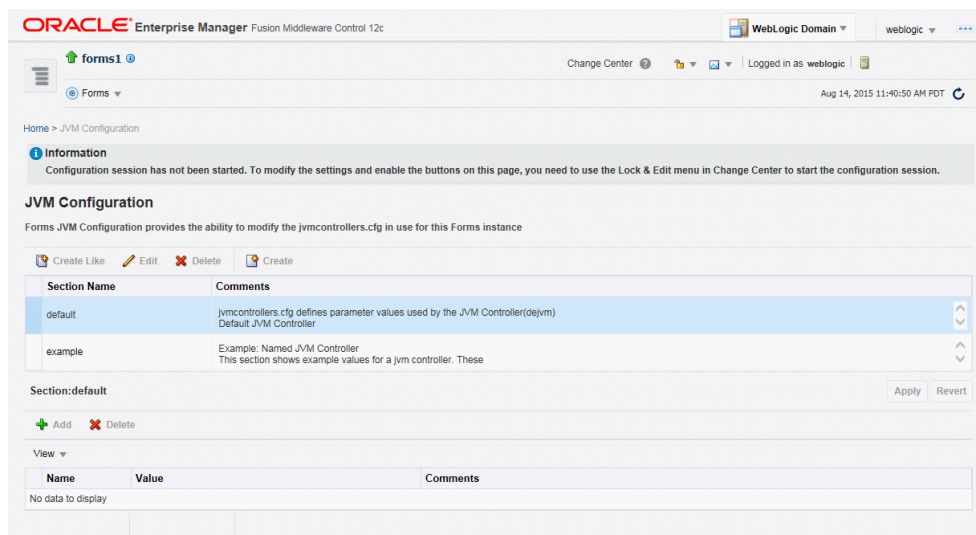 ORACLE Enterprise Manager Fusion Middleware Control 12c
WebLogic Domain
weblogic
forms1
Change Center
Logged in as weblogic
Forms
Aug 14, 2015 11:40:50 AM PDT
Home > JVM Configuration
Information
Configuration session has not been started. To modify the settings and enable the buttons on this page, you need to use the Lock & Edit menu in Change Center to start the configuration session.
JVM Configuration
Forms JVM Configuration provides the ability to modify the jvmcontrollers.cfg in use for this Forms instance
Create Like Edit Delete Create
Section Name Comments
default
jvmcontrollers.cfg defines parameter values used by the JVM Controller(dejvm)
Default JVM Controller
example
Example: Named JVM Controller
This section shows example values for a jvm controller. These
Section:default
Apply Revert
Add Delete
View
Name Value Comments
No data to display